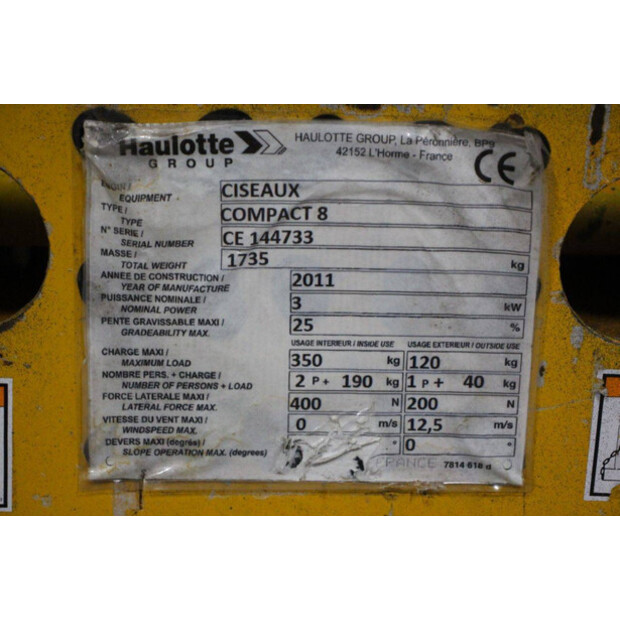 Haulotte
GROUP
HAULOTTE GROUP, La Péronnière, BP9
42152 L'Horme - France
CE
ENGIN /
EQUIPMENT
CISEAUX
TYPE /
TYPE
COMPACT 8
N° SERIE /
SERIAL NUMBER
CE 144733
MASSE /
TOTAL WEIGHT
1735 kg
ANNEE DE CONSTRUCTION /
YEAR OF MANUFACTURE
2011
PUISSANCE NOMINALE /
NOMINAL POWER
3 kW
PENTE GRAVISSABLE MAXI /
GRADEABILITY MAX.
25 %
USAGE INTERIEUR / INSIDE USE
USAGE EXTERIEUR / OUTSIDE USE
CHARGE MAXI /
MAXIMUM LOAD
350 kg 120 kg
NOMBRE PERS. + CHARGE /
NUMBER OF PERSONS + LOAD
2 P+ 190 kg 1 P+ 40 kg
FORCE LATERALE MAXI /
LATERAL FORCE MAX.
400 N 200 N
VITESSE DU VENT MAXI /
WINDSPEED MAX.
0 m/s 12,5 m/s
DEVERS MAXI (degrés) /
SLOPE OPERATION MAX. (degrees)
° 0 °
FRANCE 7814 618 d